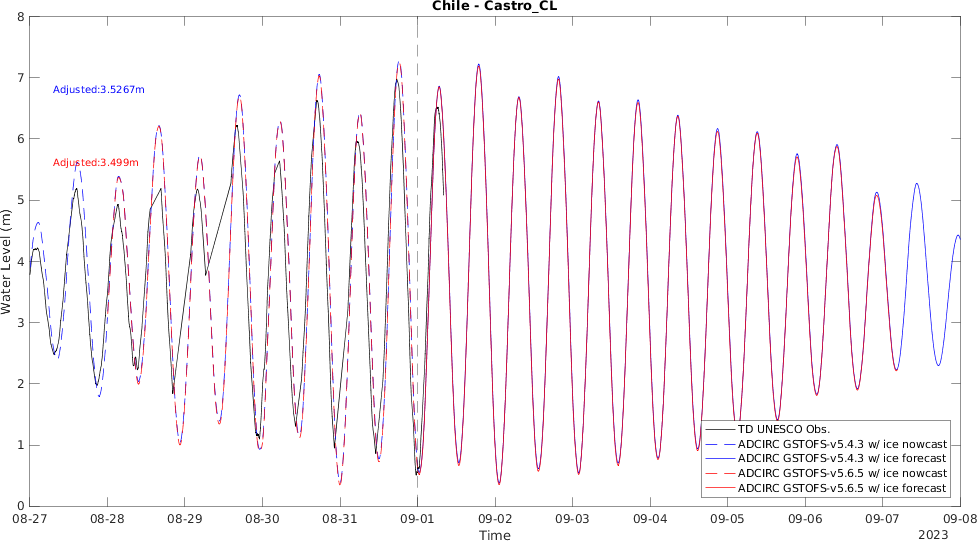 Chile - Castro_CL
8
7
6
5
4
3
2
1
0
Water Level (m)
Adjusted:3.5267m
Adjusted:3.499m
TD UNESCO Obs.
ADCIRC GSTOFS-v5.4.3 w/ ice nowcast
ADCIRC GSTOFS-v5.4.3 w/ ice forecast
ADCIRC GSTOFS-v5.6.5 w/ ice nowcast
ADCIRC GSTOFS-v5.6.5 w/ ice forecast
08-27 08-28 08-29 08-30 08-31 09-01 09-02 09-03 09-04 09-05 09-06 09-07 09-08
Time
2023